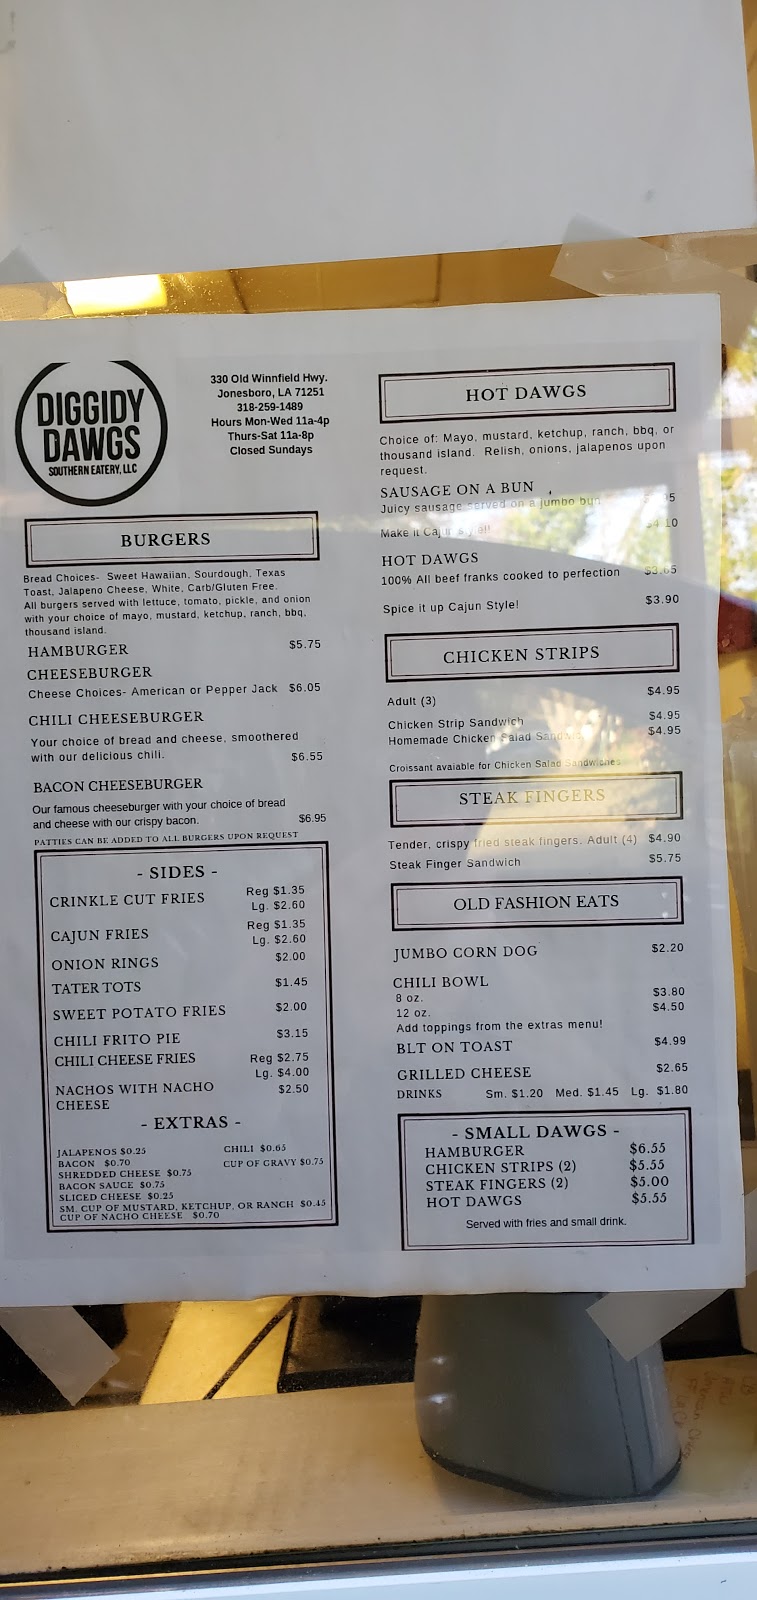 DIGGIDY
DAWGS
SOUTHERN EATERY, LLC
330 Old Winnfield Hwy.
Jonesboro, LA 71251
318-259-1489
Hours Mon-Wed 11a-4p
Thurs-Sat 11a-8p
Closed Sundays
BURGERS
Bread Choices- Sweet Hawaiian, Sourdough, Texas
Toast, Jalapeno Cheese, White, Carb/Gluten Free.
All burgers served with lettuce, tomato, pickle, and onion
with your choice of mayo, mustard, ketchup, ranch, bbq,
thousand island.
HAMBURGER $5.75
CHEESEBURGER
Cheese Choices- American or Pepper Jack $6.05
CHILI CHEESEBURGER
Your choice of bread and cheese, smoothered
with our delicious chili. $6.55
BACON CHEESEBURGER
Our famous cheeseburger with your choice of bread
and cheese with our crispy bacon. $6.95
PATTIES CAN BE ADDED TO ALL BURGERS UPON REQUEST
- SIDES -
CRINKLE CUT FRIES Reg $1.35
Lg. $2.60
CAJUN FRIES Reg $1.35
Lg. $2.60
ONION RINGS $2.00
TATER TOTS $1.45
SWEET POTATO FRIES $2.00
CHILI FRITO PIE $3.15
CHILI CHEESE FRIES Reg $2.75
Lg. $4.00
NACHOS WITH NACHO $2.50
CHEESE
- EXTRAS -
JALAPENOS $0.25 CHILI $0.65
BACON $0.70 CUP OF GRAVY $0.75
SHREDDED CHEESE $0.75
BACON SAUCE $0.75
SLICED CHEESE $0.25
SM. CUP OF MUSTARD, KETCHUP, OR RANCH $0.45
CUP OF NACHO CHEESE $0.70
HOT DAWGS
Choice of: Mayo, mustard, ketchup, ranch, bbq, or
thousand island. Relish, onions, jalapenos upon
request.
SAUSAGE ON A BUN
Juicy sausage served on a jumbo bun
Make it Cajun style! $4.10
HOT DAWGS
100% All beef franks cooked to perfection $3.65
Spice it up Cajun Style! $3.90
CHICKEN STRIPS
Adult (3) $4.95
Chicken Strip Sandwich $4.95
Homemade Chicken Salad Sandwich $4.95
Croissant avaiable for Chicken Salad Sandwiches
STEAK FINGERS
Tender, crispy fried steak fingers. Adult (4) $4.90
Steak Finger Sandwich $5.75
OLD FASHION EATS
JUMBO CORN DOG $2.20
CHILI BOWL
8 oz. $3.80
12 oz. $4.50
Add toppings from the extras menu!
BLT ON TOAST $4.99
GRILLED CHEESE $2.65
DRINKS Sm. $1.20 Med. $1.45 Lg. $1.80
- SMALL DAWGS -
HAMBURGER $6.55
CHICKEN STRIPS (2) $5.55
STEAK FINGERS (2) $5.00
HOT DAWGS $5.55
Served with fries and small drink.